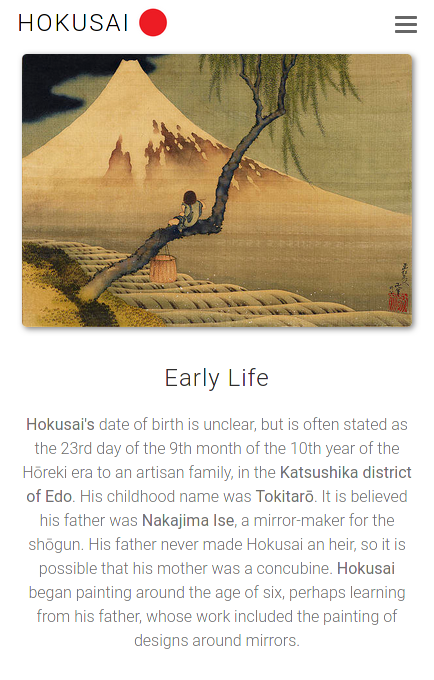 HOKUSAI
Early Life
Hokusai's date of birth is unclear, but is often stated as
the 23rd day of the 9th month of the 10th year of the
Hōreki era to an artisan family, in the Katsushika district
of Edo. His childhood name was Tokitarō. It is believed
his father was Nakajima Ise, a mirror-maker for the
shōgun. His father never made Hokusai an heir, so it is
possible that his mother was a concubine. Hokusai
began painting around the age of six, perhaps learning
from his father, whose work included the painting of
designs around mirrors.